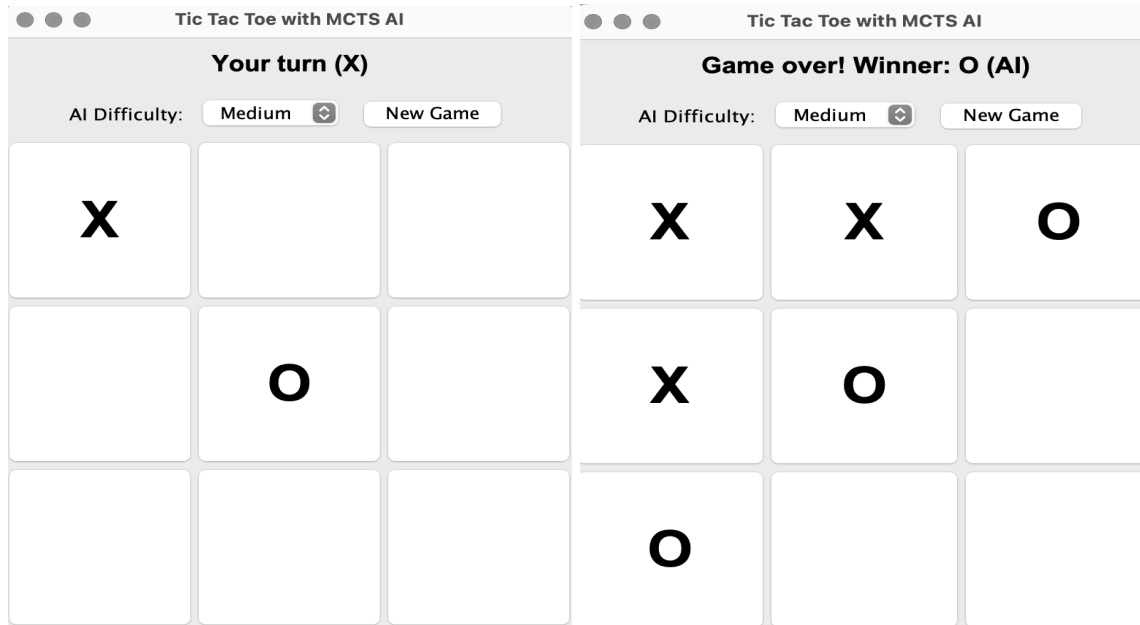 Tic Tac Toe with MCTS AI
Your turn (X)
AI Difficulty: Medium New Game
X
O
Tic Tac Toe with MCTS AI
Game over! Winner: O (AI)
AI Difficulty: Medium New Game
X X O
X O
O